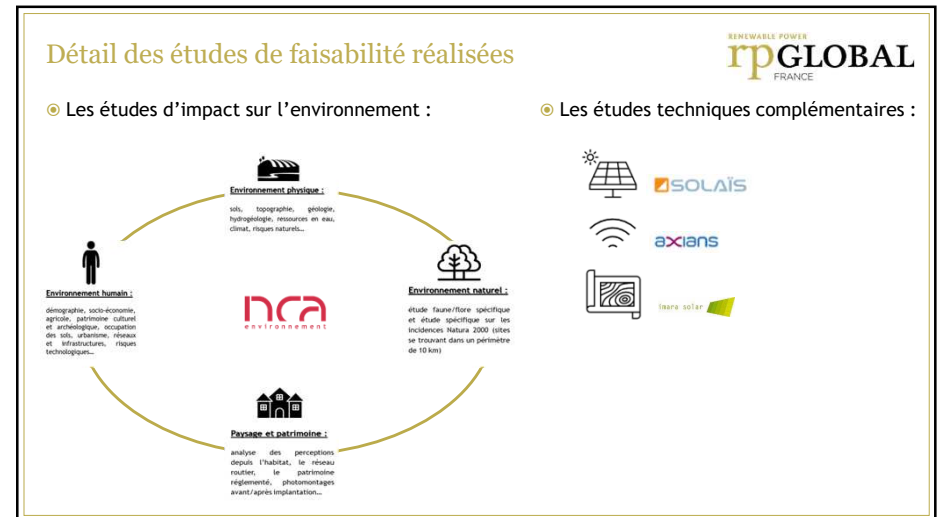 Détail des études de faisabilité réalisées
RENEWABLE POWER
rpGLOBAL
FRANCE
Les études d'impact sur l'environnement :
Les études techniques complémentaires :
Environnement physique :
sols, topographie, géologie,
hydrogéologie, ressources en eau,
climat, risques naturels…
Environnement humain :
démographie, socio-économie,
agricole, patrimoine culturel
et archéologique, occupation
des sols, urbanisme, réseaux
et infrastructures, risques
technologiques…
nca
environnement
Environnement naturel :
étude faune/flore spécifique
et étude spécifique sur les
incidences Natura 2000 (sites
se trouvant dans un périmètre
de 10 km)
Paysage et patrimoine :
analyse des perceptions
depuis l'habitat, le réseau
routier, le patrimoine
réglementé, photomontages
avant/après implantation…
SOLAÏS
axians
imara solar